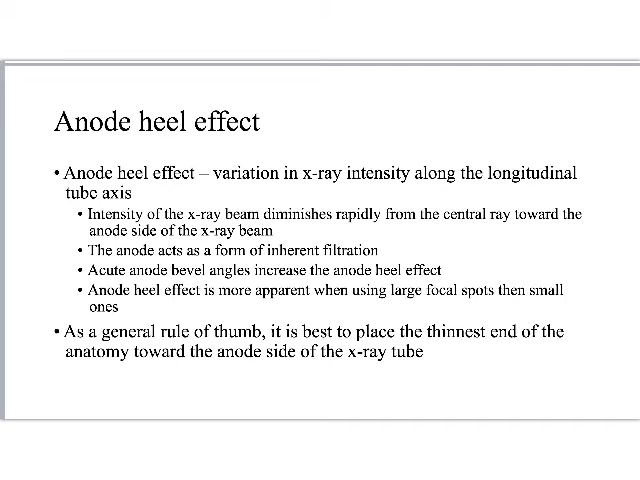 Anode heel effect
• Anode heel effect – variation in x-ray intensity along the longitudinal
tube axis
• Intensity of the x-ray beam diminishes rapidly from the central ray toward the
anode side of the x-ray beam
• The anode acts as a form of inherent filtration
• Acute anode bevel angles increase the anode heel effect
• Anode heel effect is more apparent when using large focal spots then small
ones
• As a general rule of thumb, it is best to place the thinnest end of the
anatomy toward the anode side of the x-ray tube